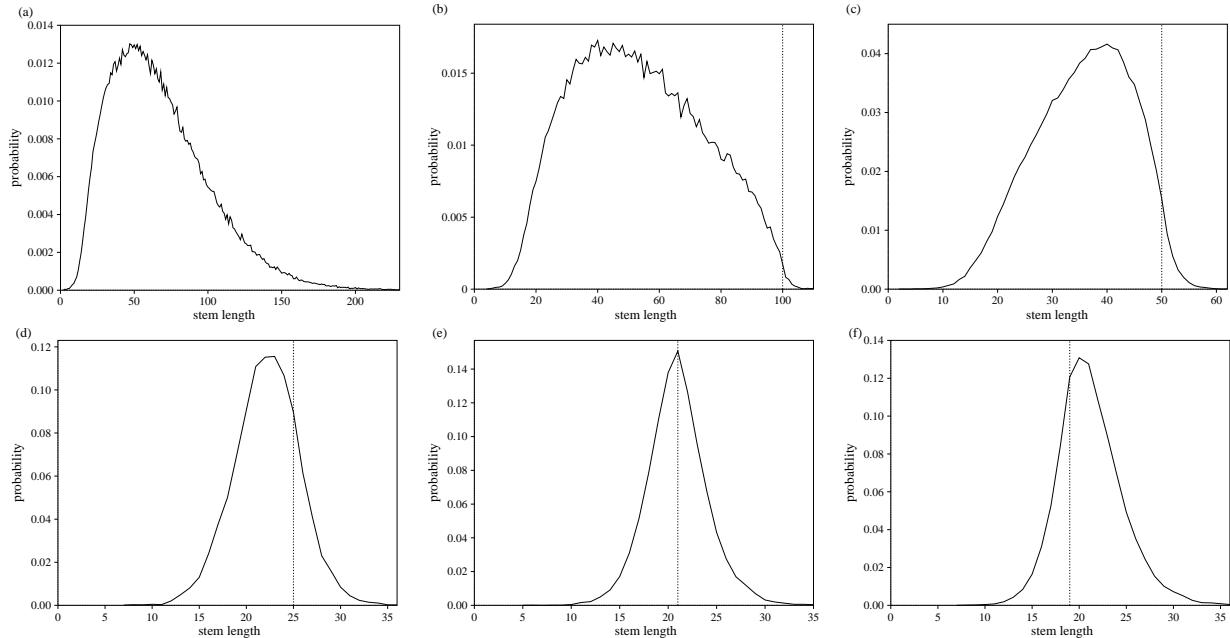 (a)
0.014
0.012
0.010
0.008
0.006
0.004
0.002
0.000
probability
0 50 100 150 200
stem length
(b)
0.015
0.01
0.005
0
probability
20 40 60 80 100
stem length
(c)
0.04
0.03
0.02
0.01
0.00
probability
0 10 20 30 40 50 60
stem length
(d)
0.12
0.10
0.08
0.06
0.04
0.02
0.00
probability
0 5 10 15 20 25 30 35
stem length
(e)
0.14
0.12
0.10
0.08
0.06
0.04
0.02
0.00
probability
0 5 10 15 20 25 30 35
stem length
(f)
0.14
0.12
0.10
0.08
0.06
0.04
0.02
0.00
probability
0 5 10 15 20 25 30 35
stem length